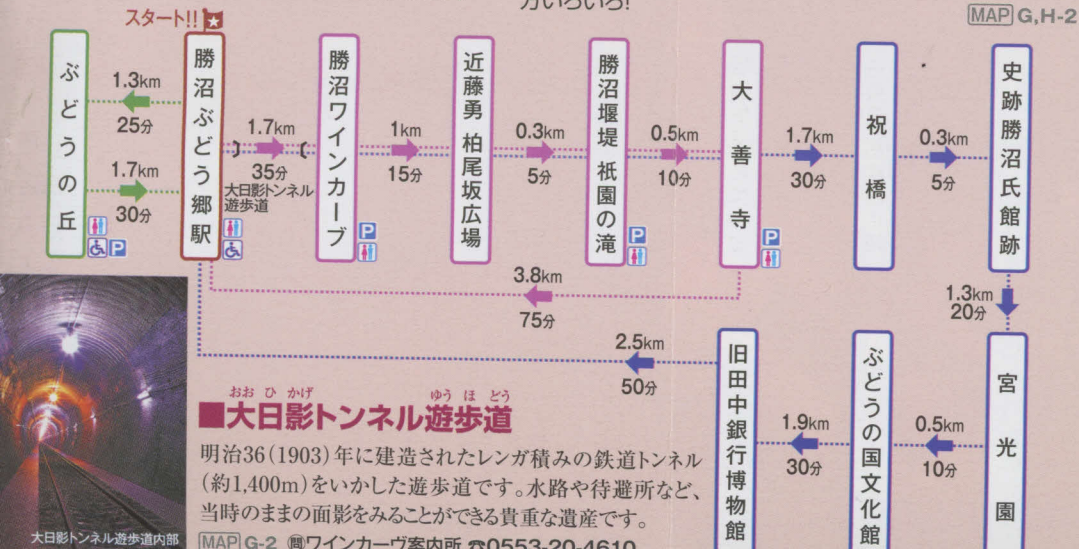 力いろいろ!
MAP G,H-2
スタート!!
ぶどうの丘
1.3km
25分
1.7km
30分
勝沼ぶどう郷駅
1.7km
35分
大日影トンネル
遊歩道
勝沼ワインカーブ
P
1km
15分
近藤勇 柏尾坂広場
0.3km
5分
勝沼堰堤 祇園の滝
P
0.5km
10分
大善寺
P
1.7km
30分
祝橋
0.3km
5分
史跡勝沼氏館跡
P
3.8km
75分
1.3km
20分
宮光園
0.5km
10分
ぶどうの国文化館
1.9km
30分
旧田中銀行博物館
2.5km
50分
おおひかげ ゆうほどう
■大日影トンネル遊歩道
明治36(1903)年に建造されたレンガ積みの鉄道トンネル
(約1,400m)をいかした遊歩道です。水路や待避所など、
当時のままの面影をみることができる貴重な遺産です。
MAP G-2 問ワインカーヴ案内所 ☎0553-20-4610
大日影トンネル遊歩道内部